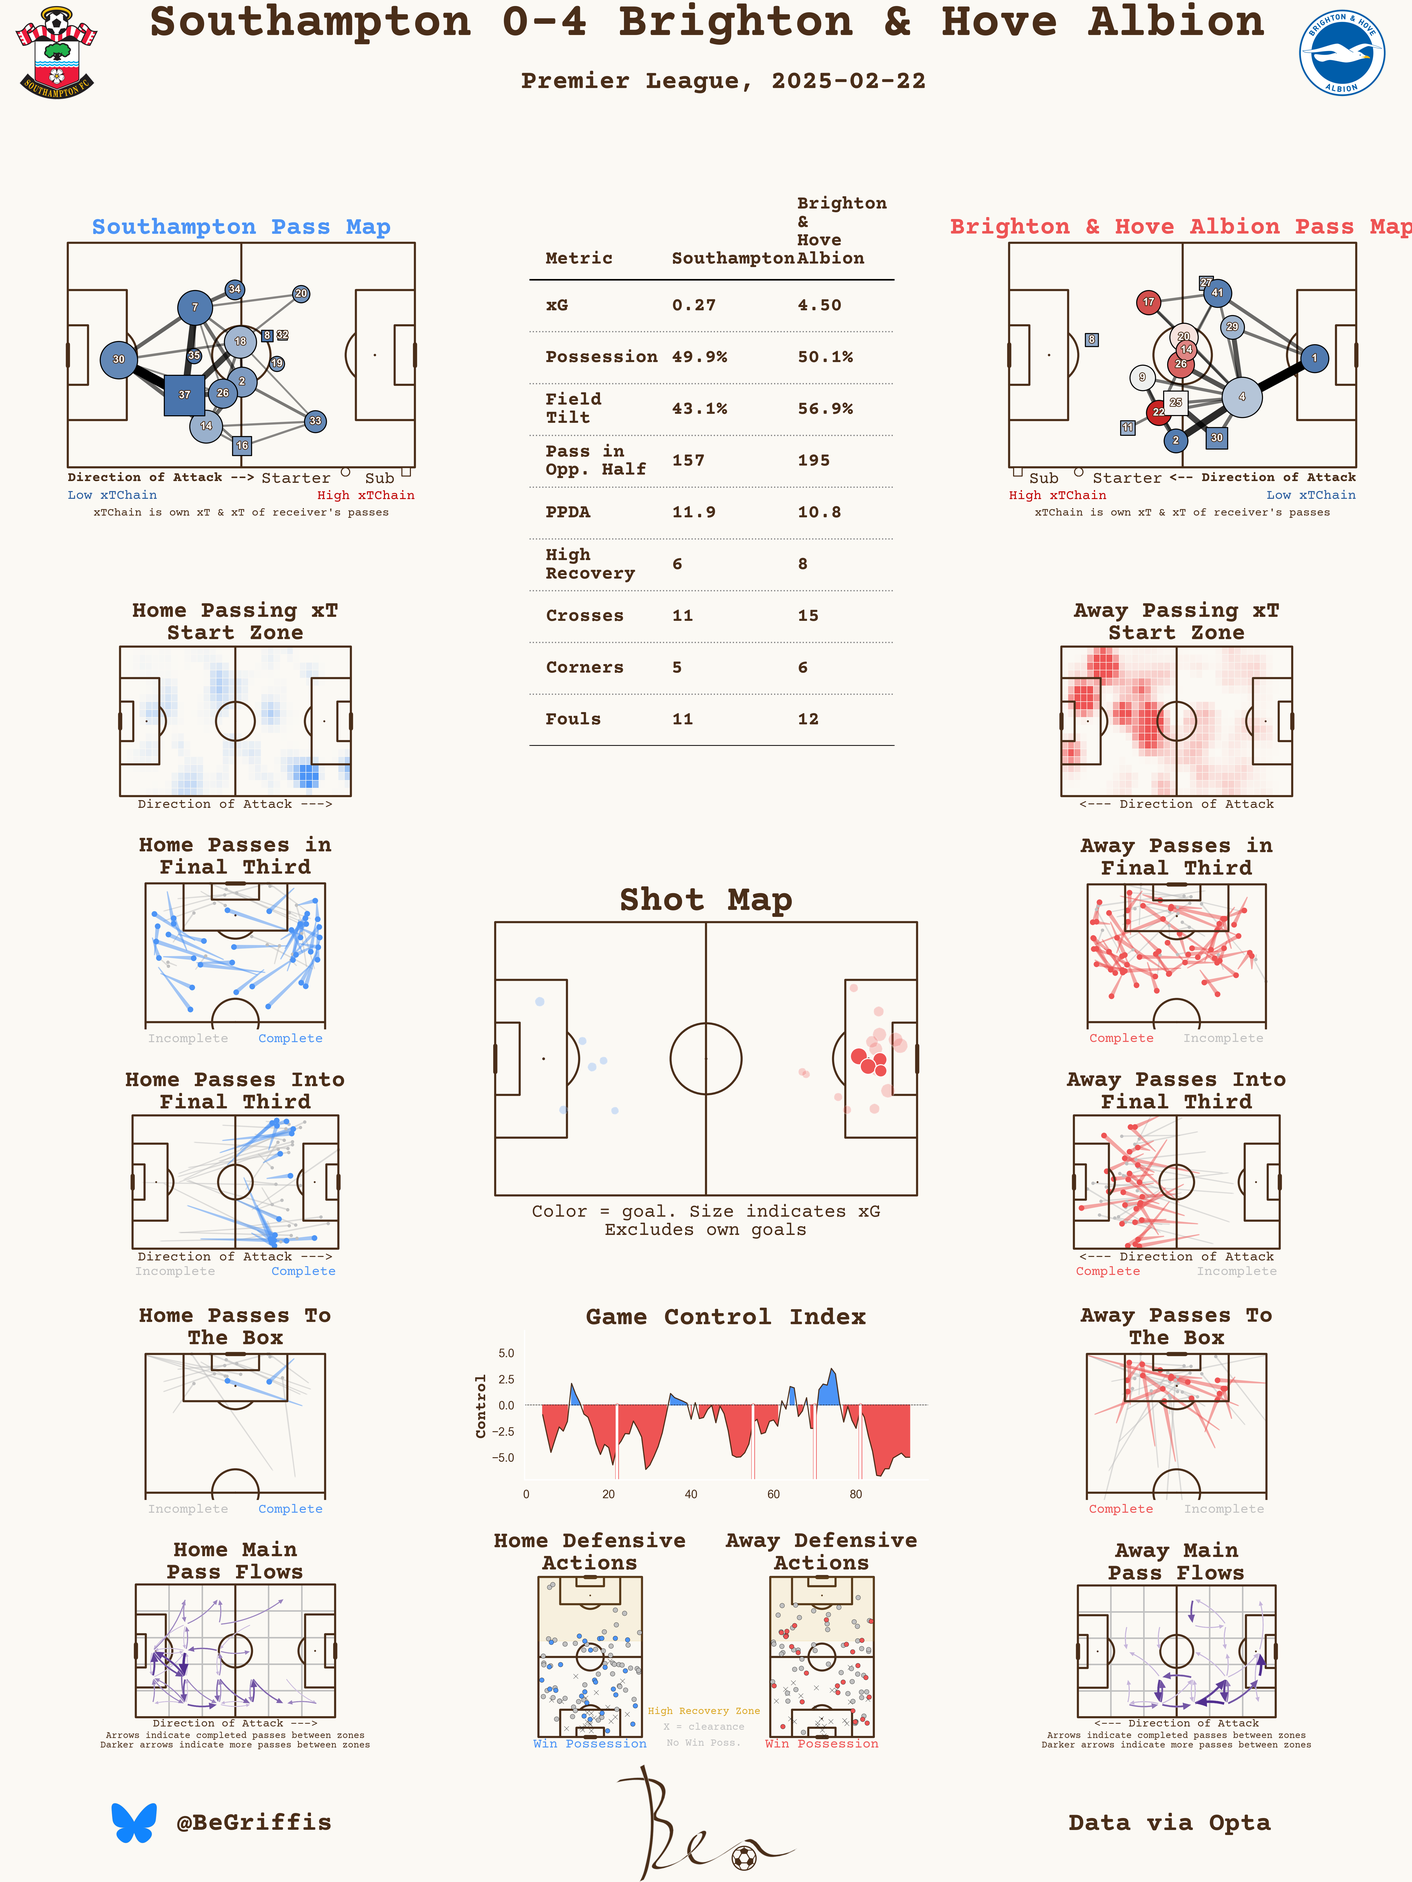 Southampton 0-4 Brighton & Hove Albion
Premier League, 2025-02-22
SOUTHAMPTON FC
BRIGHTON & HOVE
ALBION
Southampton Pass Map
34
20
7
8
32
18
35
30
19
2
26
37
33
14
16
Direction of Attack --> Starter Sub
Low xTChain High xTChain
xTChain is own xT & xT of receiver's passes
Metric Southampton Brighton & Hove Albion
xG 0.27 4.50
Possession 49.9% 50.1%
Field Tilt 43.1% 56.9%
Pass in Opp. Half 157 195
PPDA 11.9 10.8
High Recovery 6 8
Crosses 11 15
Corners 5 6
Fouls 11 12
Brighton & Hove Albion Pass Map
27
41
17
29
20
8
14
1
26
9
4
25
22
11
30
2
Sub Starter <-- Direction of Attack
High xTChain Low xTChain
xTChain is own xT & xT of receiver's passes
Home Passing xT
Start Zone
Direction of Attack --->
Away Passing xT
Start Zone
<--- Direction of Attack
Home Passes in
Final Third
Incomplete Complete
Away Passes in
Final Third
Complete Incomplete
Shot Map
Color = goal. Size indicates xG
Excludes own goals
Home Passes Into
Final Third
Direction of Attack --->
Incomplete Complete
Away Passes Into
Final Third
<--- Direction of Attack
Complete Incomplete
Home Passes To
The Box
Incomplete Complete
Game Control Index
Control
5.0
2.5
0.0
−2.5
−5.0
0 20 40 60 80
Away Passes To
The Box
Complete Incomplete
Home Main
Pass Flows
Direction of Attack --->
Arrows indicate completed passes between zones
Darker arrows indicate more passes between zones
Home Defensive
Actions
Win Possession
High Recovery Zone
X = clearance
No Win Poss.
Away Defensive
Actions
Win Possession
Away Main
Pass Flows
<--- Direction of Attack
Arrows indicate completed passes between zones
Darker arrows indicate more passes between zones
@BeGriffis
Ben
Data via Opta